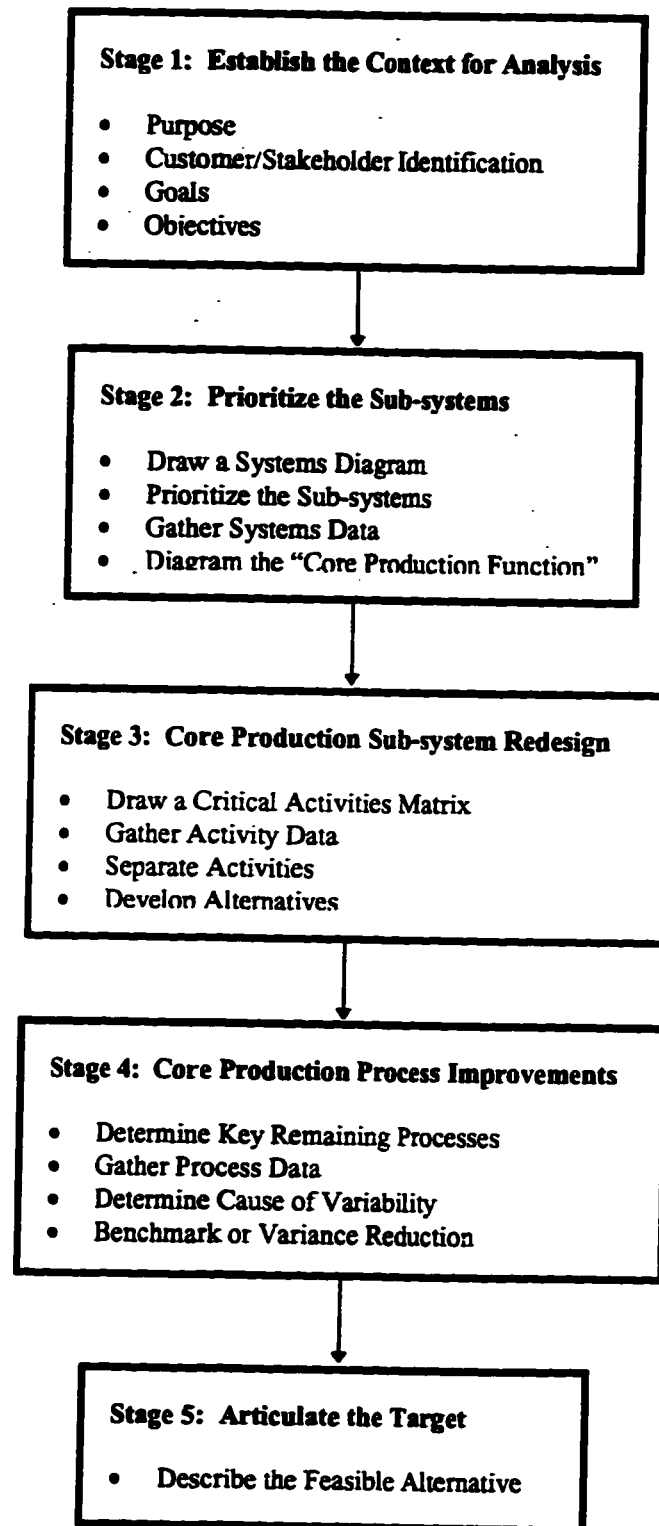 Stage 1: Establish the Context for Analysis
• Purpose
• Customer/Stakeholder Identification
• Goals
• Objectives
Stage 2: Prioritize the Sub-systems
• Draw a Systems Diagram
• Prioritize the Sub-systems
• Gather Systems Data
• Diagram the “Core Production Function”
Stage 3: Core Production Sub-system Redesign
• Draw a Critical Activities Matrix
• Gather Activity Data
• Separate Activities
• Develop Alternatives
Stage 4: Core Production Process Improvements
• Determine Key Remaining Processes
• Gather Process Data
• Determine Cause of Variability
• Benchmark or Variance Reduction
Stage 5: Articulate the Target
• Describe the Feasible Alternative